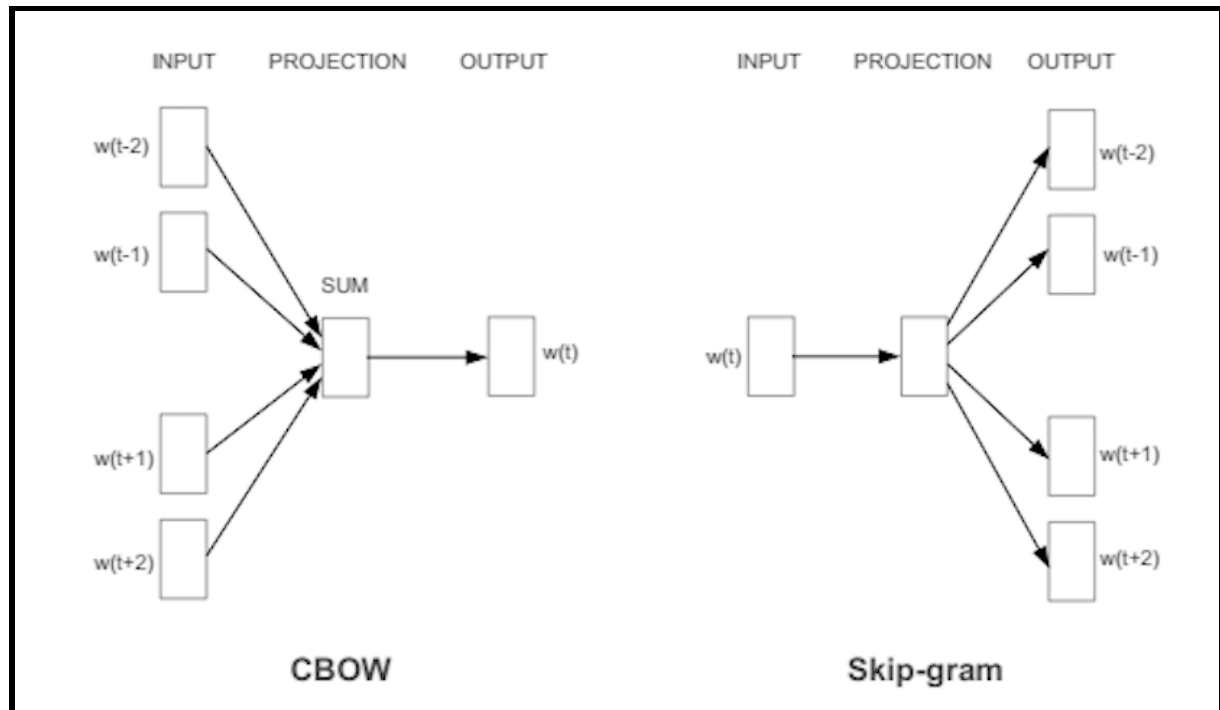 INPUT PROJECTION OUTPUT
w(t-2)
w(t-1)
SUM
w(t)
w(t+1)
w(t+2)
CBOW
INPUT PROJECTION OUTPUT
w(t-2)
w(t-1)
w(t)
w(t+1)
w(t+2)
Skip-gram